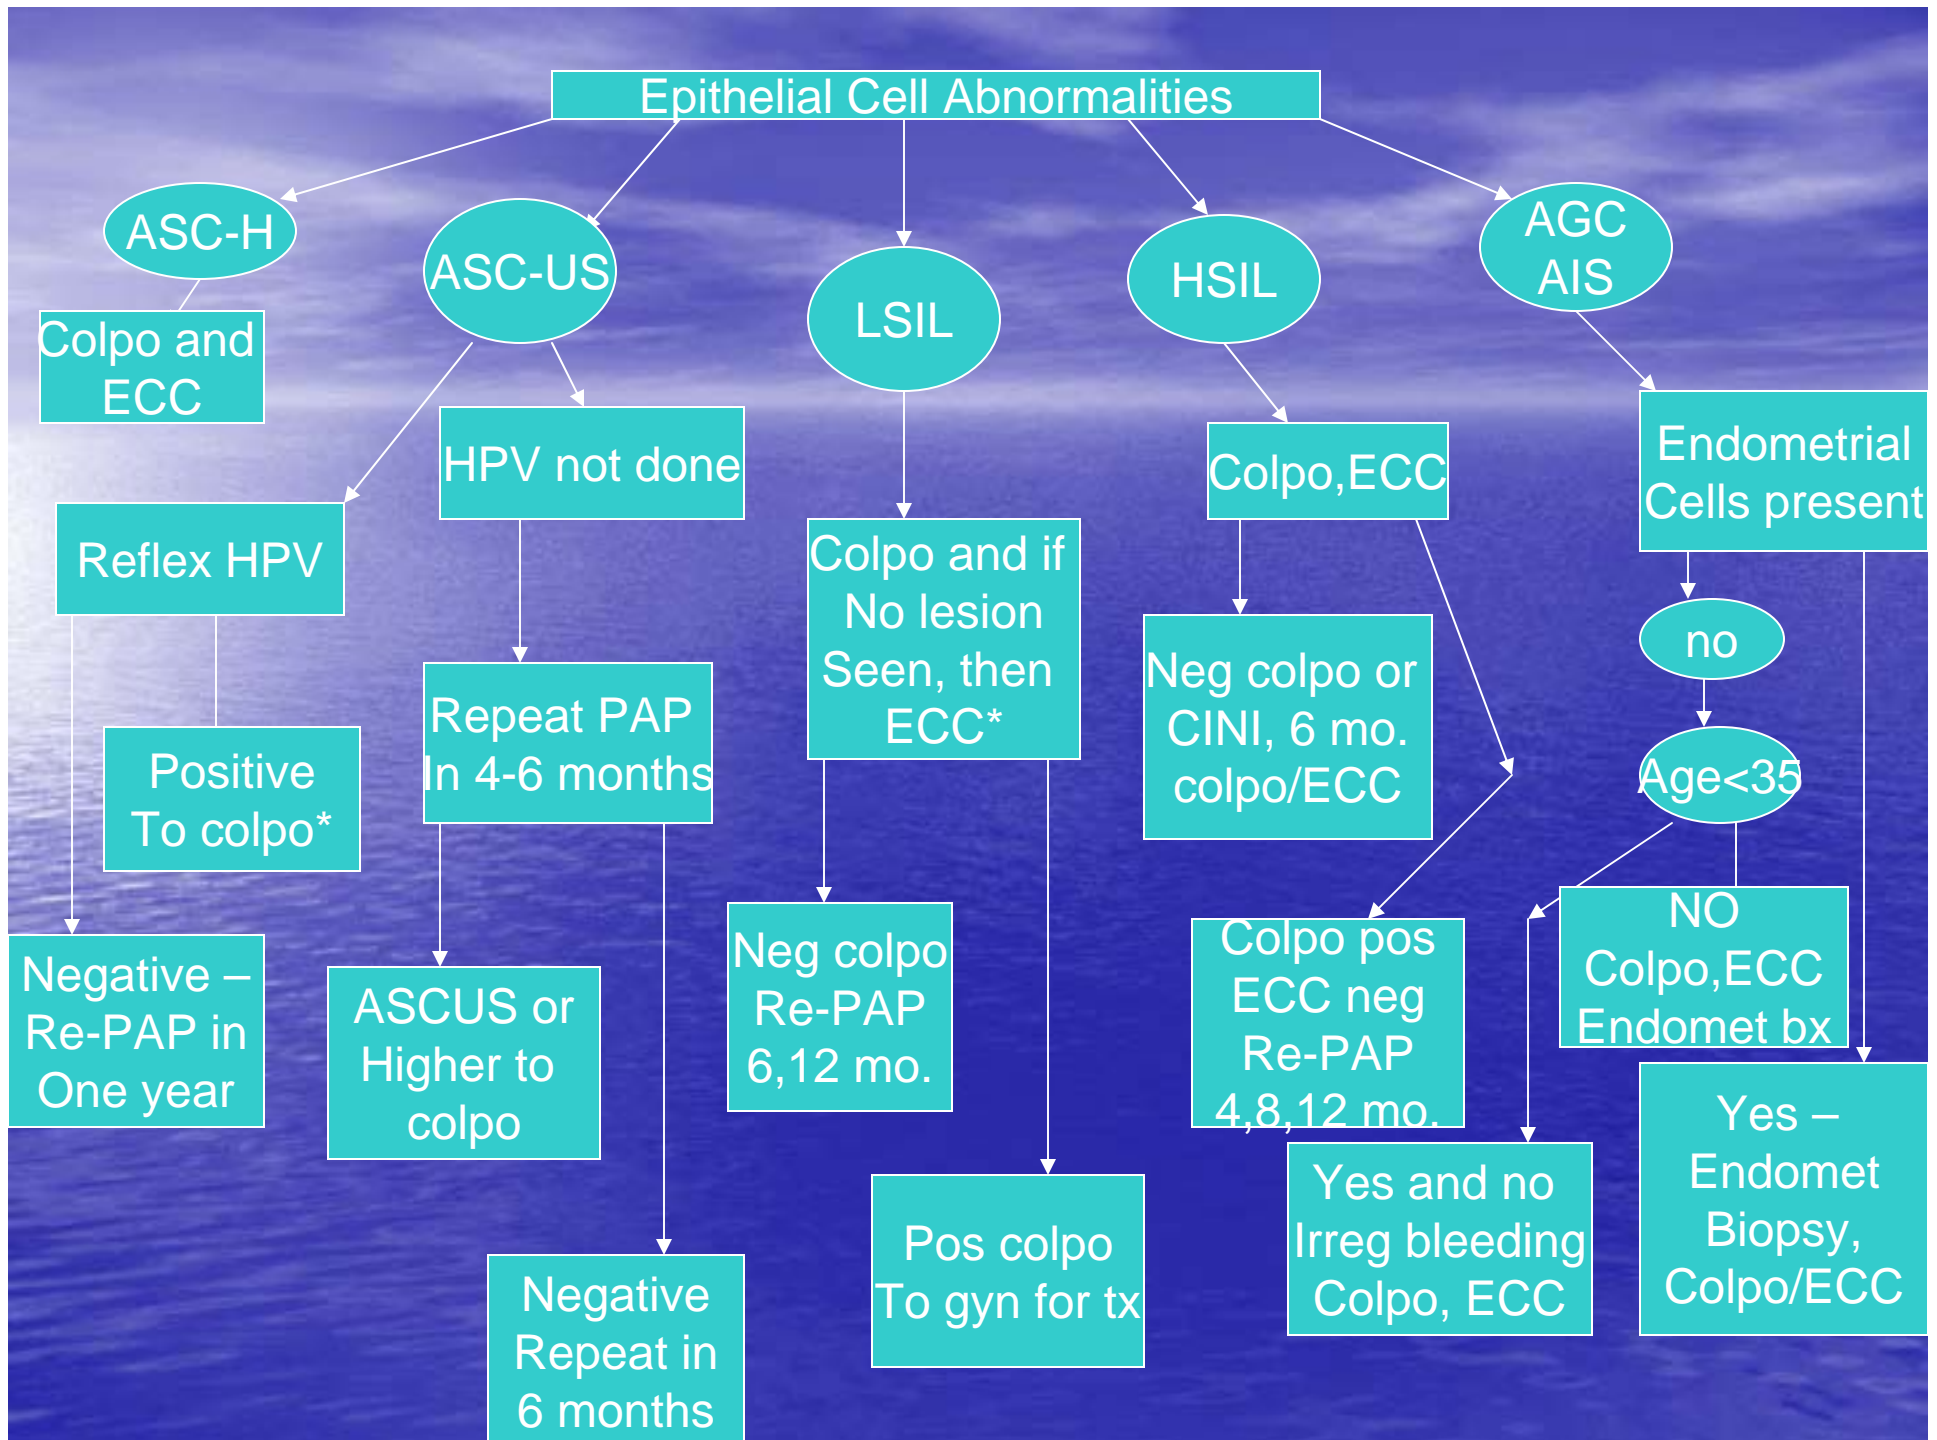 Epithelial Cell Abnormalities
ASC-H
Colpo and
ECC
ASC-US
Reflex HPV
Positive
To colpo*
Negative –
Re-PAP in
One year
HPV not done
Repeat PAP
In 4-6 months
ASCUS or
Higher to
colpo
Negative
Repeat in
6 months
LSIL
Colpo and if
No lesion
Seen, then
ECC*
Neg colpo
Re-PAP
6,12 mo.
Pos colpo
To gyn for tx
HSIL
Colpo,ECC
Neg colpo or
CINI, 6 mo.
colpo/ECC
Colpo pos
ECC neg
Re-PAP
4,8,12 mo.
AGC
AIS
Endometrial
Cells present
no
Age<35
NO
Colpo,ECC
Endomet bx
Yes and no
Irreg bleeding
Colpo, ECC
Yes –
Endomet
Biopsy,
Colpo/ECC